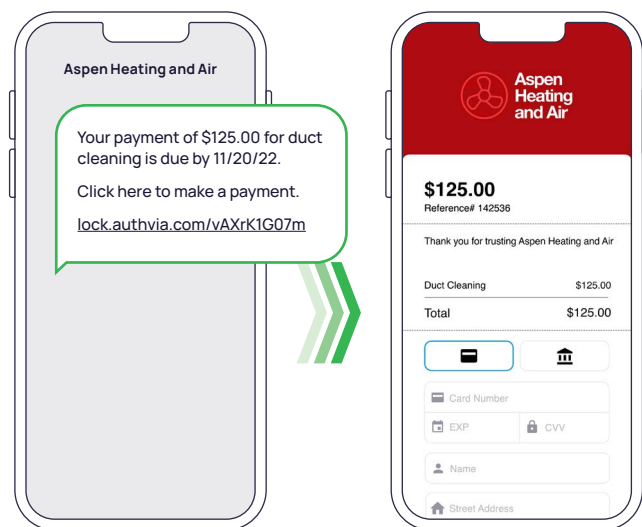 Aspen Heating and Air
Your payment of $125.00 for duct
cleaning is due by 11/20/22.
Click here to make a payment.
lock.authvia.com/vAXrK1G07m
Aspen
Heating
and Air
$125.00
Reference# 142536
Thank you for trusting Aspen Heating and Air
Duct Cleaning $125.00
Total $125.00
Card Number
EXP CVV
Name
Street Address